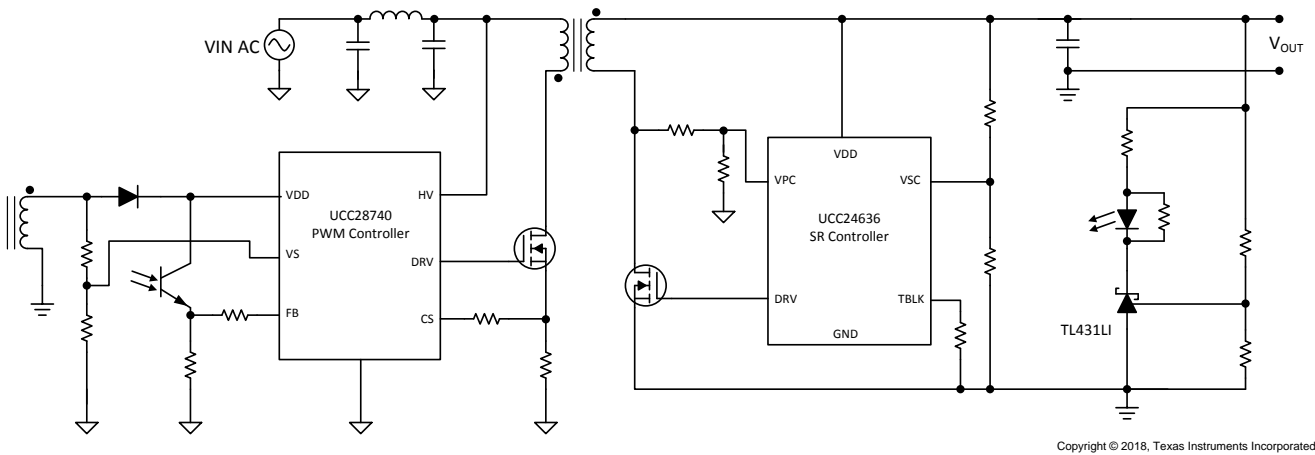 VIN AC
VOUT
VDD
HV
UCC28740
PWM Controller
VS
DRV
FB
CS
VDD
VPC
VSC
UCC24636
SR Controller
DRV
TBLK
GND
TL431LI
Copyright © 2018, Texas Instruments Incorporated